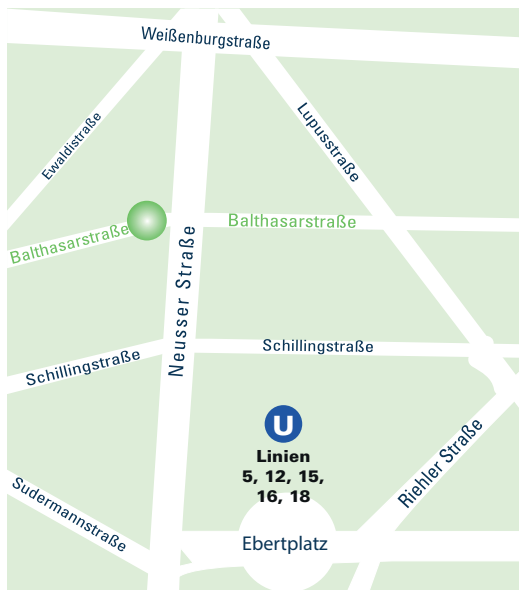 Weißenburgstraße
Ewaldistraße
Lupusstraße
Balthasarstraße
Balthasarstraße
Neusser Straße
Schillingstraße
Schillingstraße
U
Linien
5, 12, 15,
16, 18
Riehler Straße
Sudermannstraße
Ebertplatz